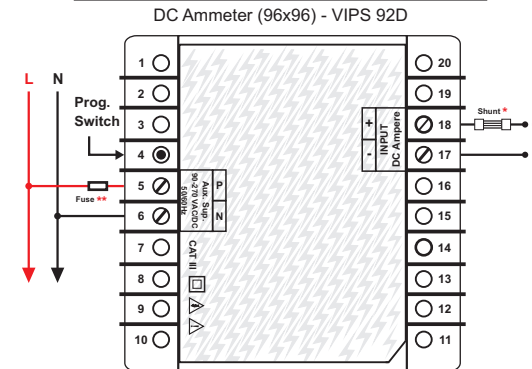 DC Ammeter (96x96) - VIPS 92D
L N
Prog.
Switch
Fuse **
1
2
3
4
5
6
7
8
9
10
P
N
Aux. Sup.
90-270 VAC/DC
50/60Hz
CAT III
+
-
INPUT
DC Ampere
20
19
18
17
16
15
14
13
12
11
Shunt *